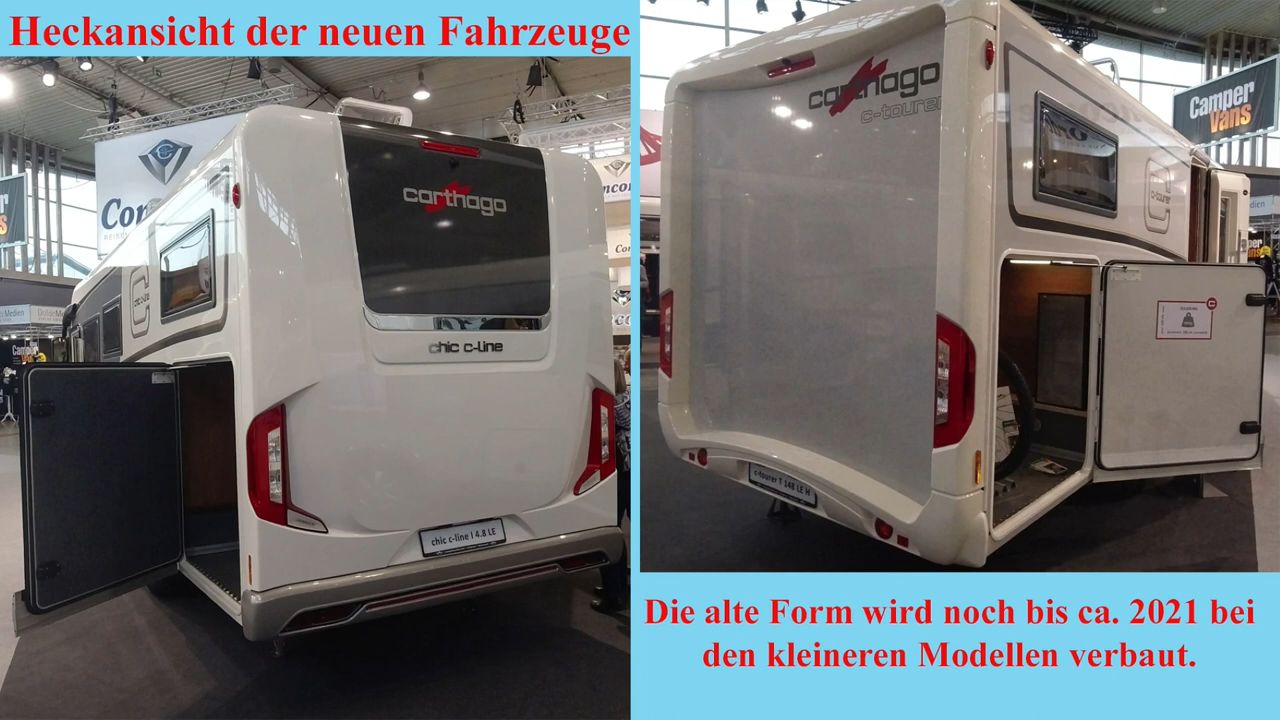 Heckansicht der neuen Fahrzeuge
carthago
chic c-line
chic c-line I 4.8 LE
carthago
c-tourer
c-tourer T 148 LE H
Camper
Vans
Die alte Form wird noch bis ca. 2021 bei
den kleineren Modellen verbaut.